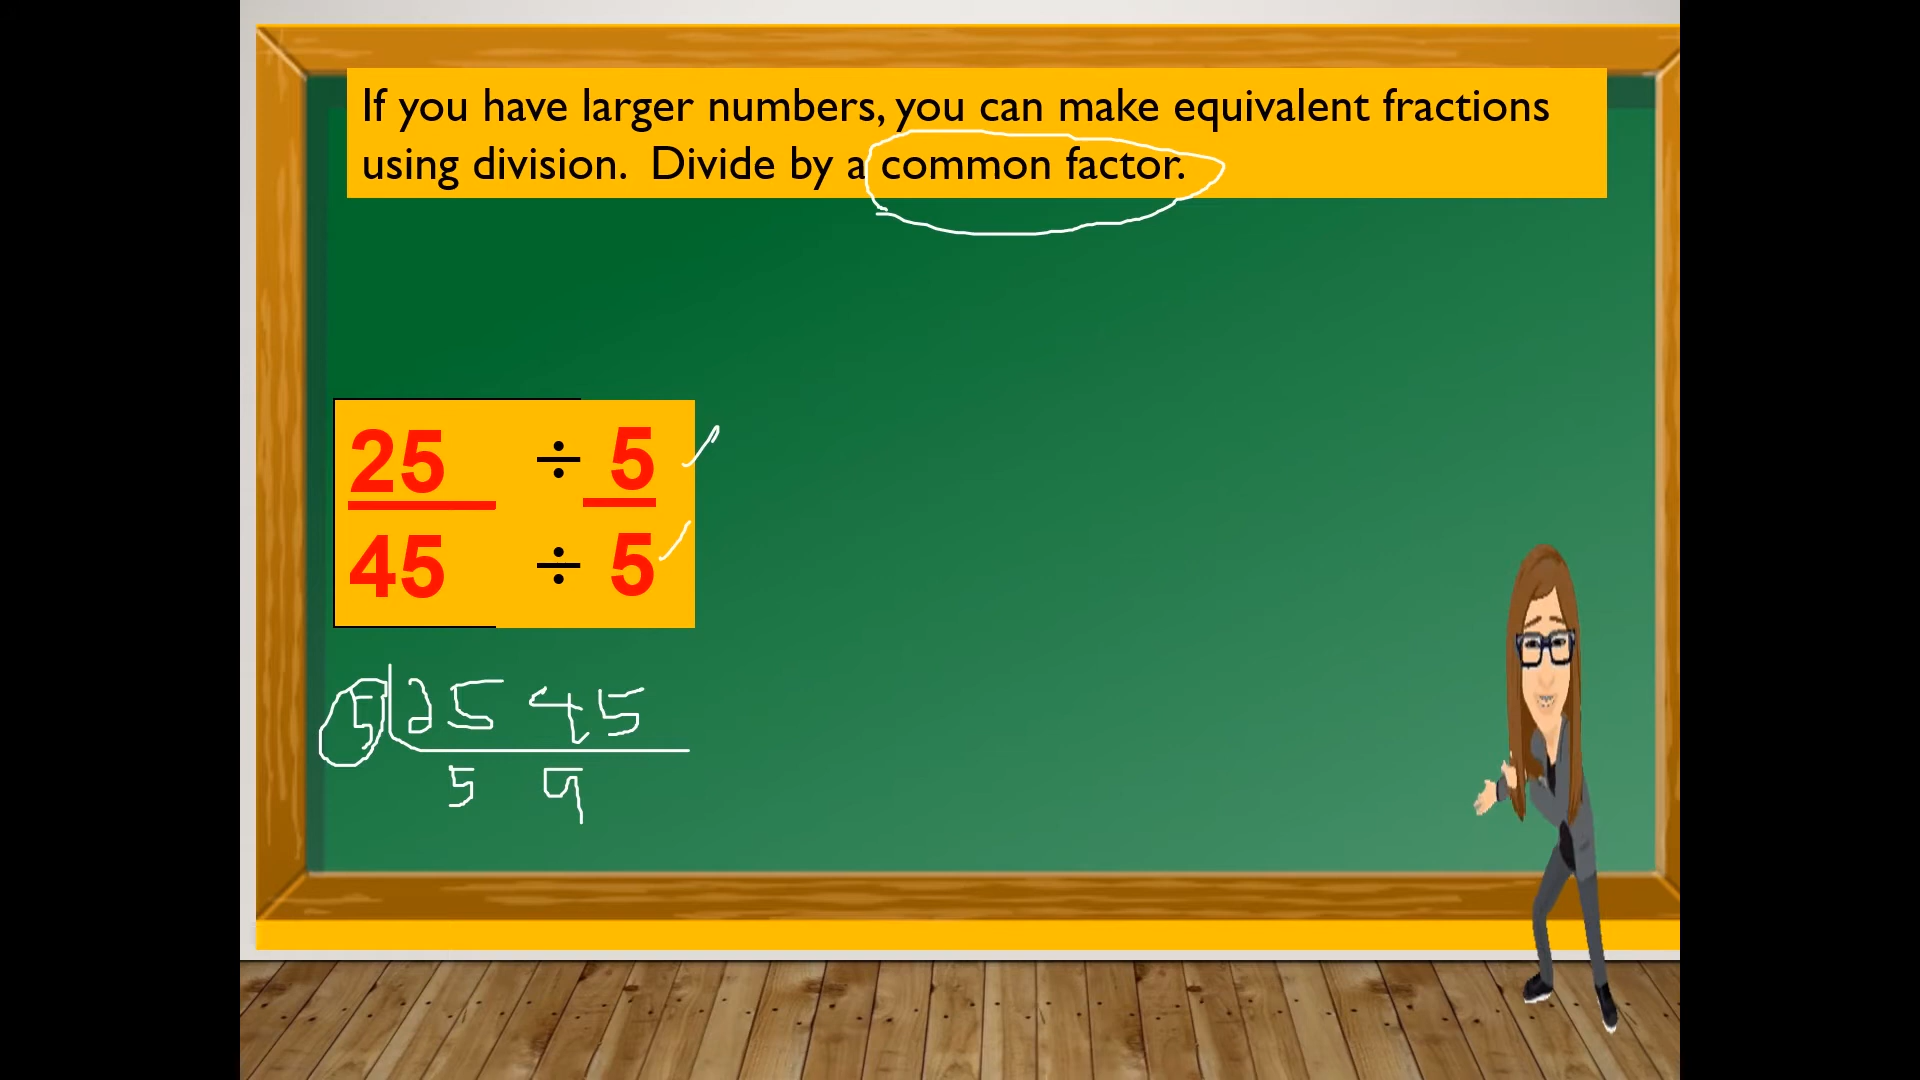 If you have larger numbers, you can make equivalent fractions
using division. Divide by a common factor.
25 ÷ 5
45 ÷ 5
5 25 45
5 9